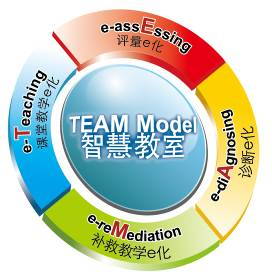 e-assEssing
评量e化
e-Teaching
课堂教学e化
TEAM Model
智慧教室
e-diAgnosing
诊断e化
e-reMediation
补救教学e化